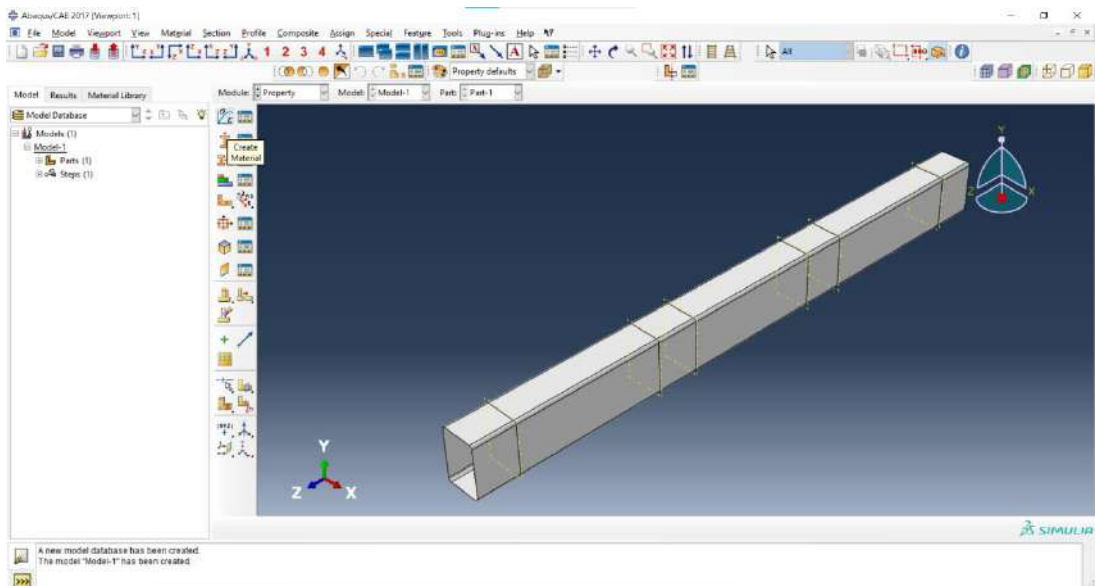 Abaqus/CAE 2017 [Viewport: 1]
File Model Viewport View Material Section Profile Composite Assign Special Feature Tools Plug-ins Help
1 2 3 4 A All
Property defaults
Model Results Material Library Module: Property Model: Model-1 Part: Part-1
Model Database
Models (1)
Model-1
Parts (1)
Steps (1)
Create
Material
Y
Z X
Y
Z X
SIMULIA
A new model database has been created.
The model "Model-1" has been created.
>>>